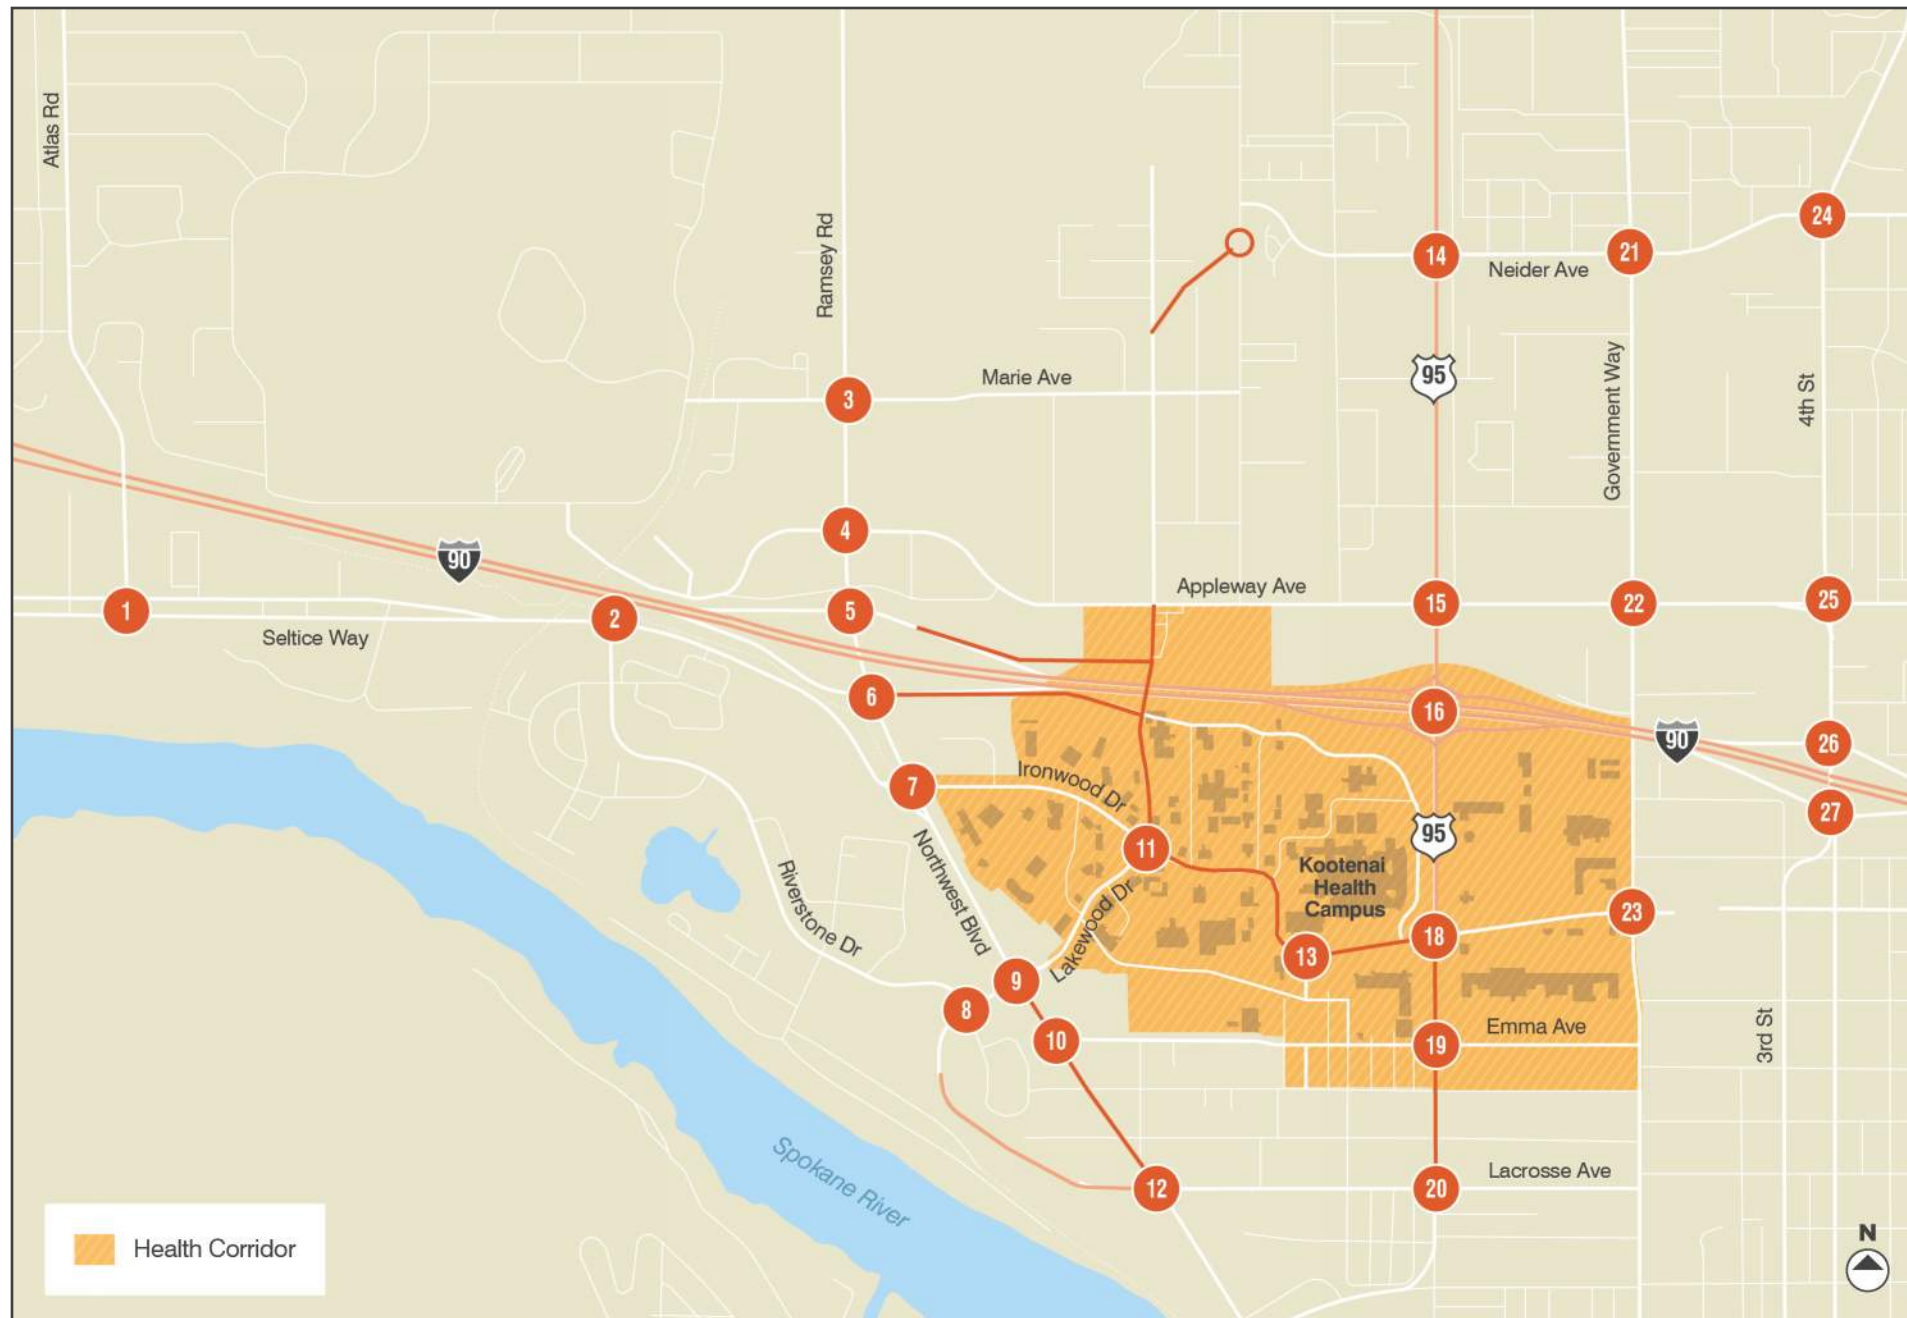 Atlas Rd
Ramsey Rd
24
14
21
Neider Ave
95
Marie Ave
3
Government Way
4th St
4
90
Appleway Ave
1
2
5
15
22
25
Seltice Way
6
16
90
26
7
Ironwood Dr
27
95
11
Northwest Blvd
Kootenai
Health
Campus
Riverstone Dr
Lakewood Dr
23
18
13
9
8
10
Emma Ave
19
3rd St
Spokane River
12
20
Lacrosse Ave
Health Corridor
N